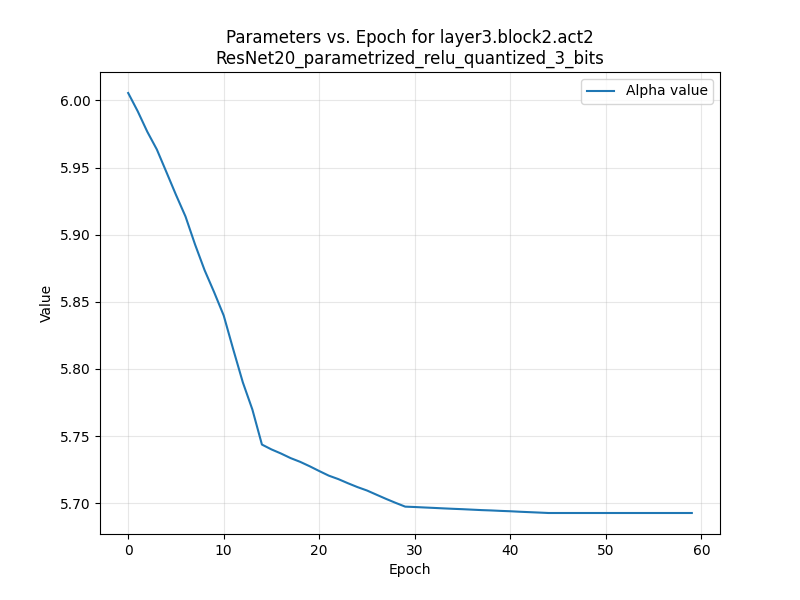 Parameters vs. Epoch for layer3.block2.act2
ResNet20_parametrized_relu_quantized_3_bits
Alpha value
6.00
5.95
5.90
5.85
5.80
5.75
5.70
Value
0
10
20
30
40
50
60
Epoch